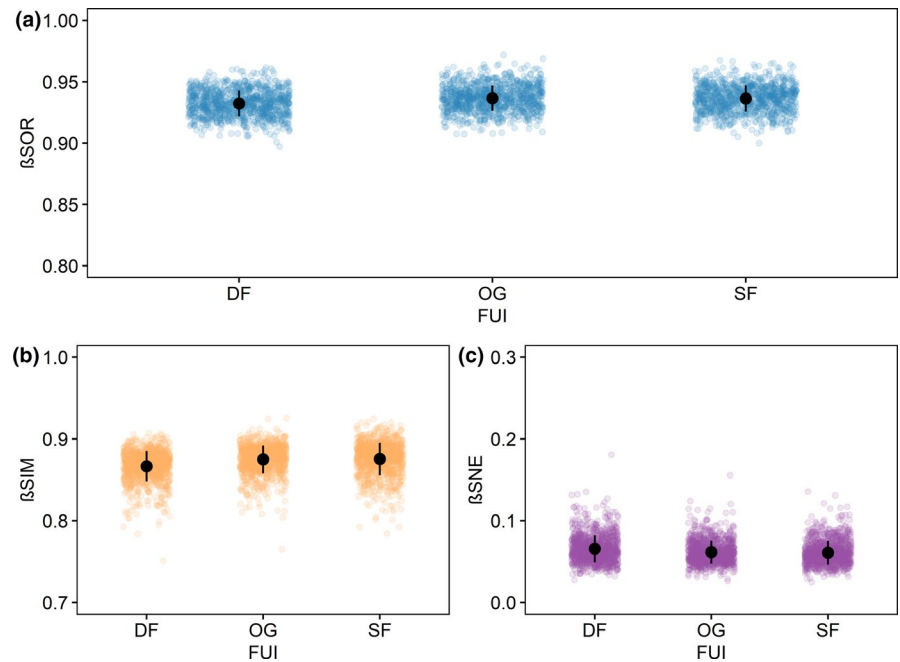 (a)
1.00
0.95
0.90
0.85
0.80
ßSOR
DF OG SF
FUI
(b)
1.0
0.9
0.8
0.7
ßSIM
DF OG SF
FUI
(c)
0.3
0.2
0.1
0.0
ßSNE
DF OG SF
FUI